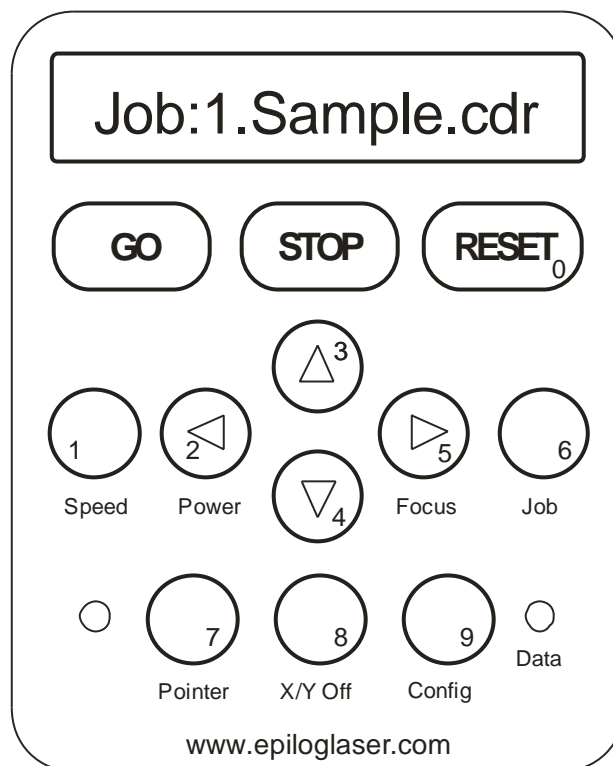 Job:1.Sample.cdr
GO STOP RESET 0
3
1 2 5 6
Speed Power 4 Focus Job
7 8 9
Pointer X/Y Off Config Data
www.epiloglaser.com